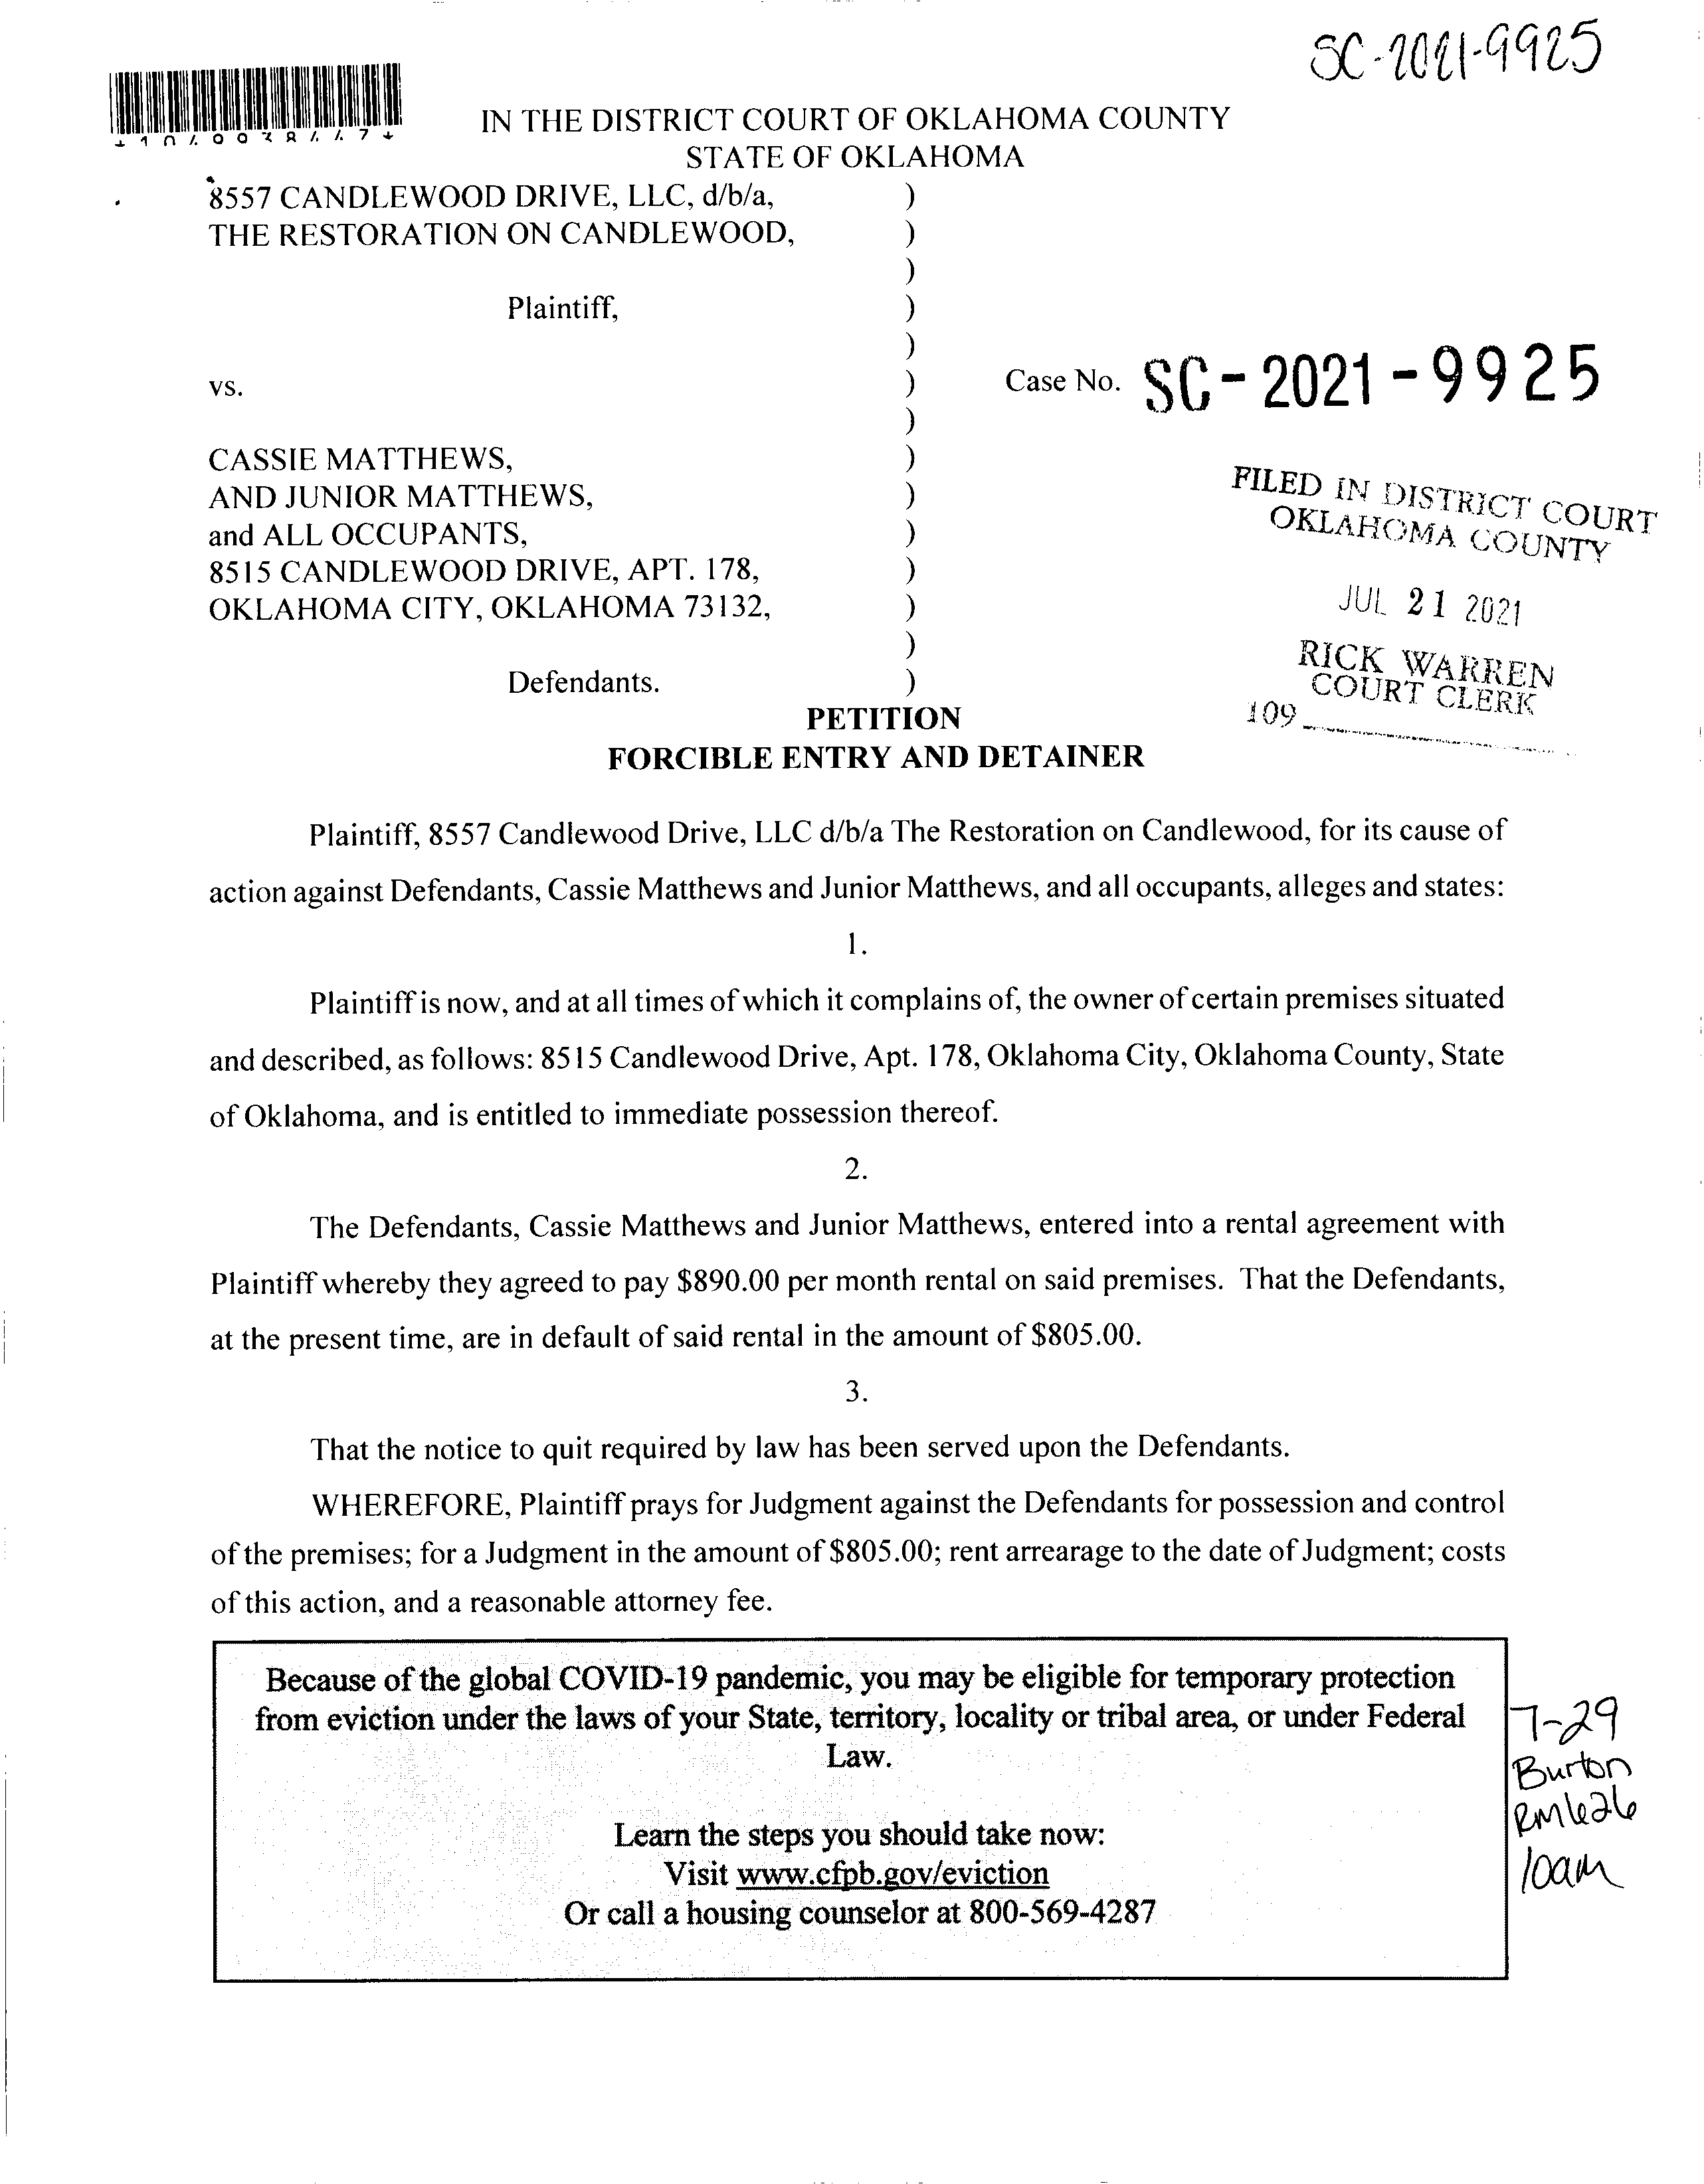 SC-2021-9925
IN THE DISTRICT COURT OF OKLAHOMA COUNTY
STATE OF OKLAHOMA
8557 CANDLEWOOD DRIVE, LLC, d/b/a, )
THE RESTORATION ON CANDLEWOOD, )
)
Plaintiff, )
)
vs. ) Case No. SC-2021-9925
)
CASSIE MATTHEWS, )
AND JUNIOR MATTHEWS, )
and ALL OCCUPANTS, )
8515 CANDLEWOOD DRIVE, APT. 178, )
OKLAHOMA CITY, OKLAHOMA 73132, )
)
Defendants. )
FILED IN DISTRICT COURT
OKLAHOMA COUNTY
JUL 21 2021
RICK WARREN
COURT CLERK
109
PETITION
FORCIBLE ENTRY AND DETAINER
Plaintiff, 8557 Candlewood Drive, LLC d/b/a The Restoration on Candlewood, for its cause of
action against Defendants, Cassie Matthews and Junior Matthews, and all occupants, alleges and states:
1.
Plaintiff is now, and at all times of which it complains of, the owner of certain premises situated
and described, as follows: 8515 Candlewood Drive, Apt. 178, Oklahoma City, Oklahoma County, State
of Oklahoma, and is entitled to immediate possession thereof.
2.
The Defendants, Cassie Matthews and Junior Matthews, entered into a rental agreement with
Plaintiff whereby they agreed to pay $890.00 per month rental on said premises. That the Defendants,
at the present time, are in default of said rental in the amount of $805.00.
3.
That the notice to quit required by law has been served upon the Defendants.
WHEREFORE, Plaintiff prays for Judgment against the Defendants for possession and control
of the premises; for a Judgment in the amount of $805.00; rent arrearage to the date of Judgment; costs
of this action, and a reasonable attorney fee.
Because of the global COVID-19 pandemic, you may be eligible for temporary protection
from eviction under the laws of your State, territory, locality or tribal area, or under Federal
Law.
Learn the steps you should take now:
Visit www.cfpb.gov/eviction
Or call a housing counselor at 800-569-4287
7-29
Burton
Rm 626
10am